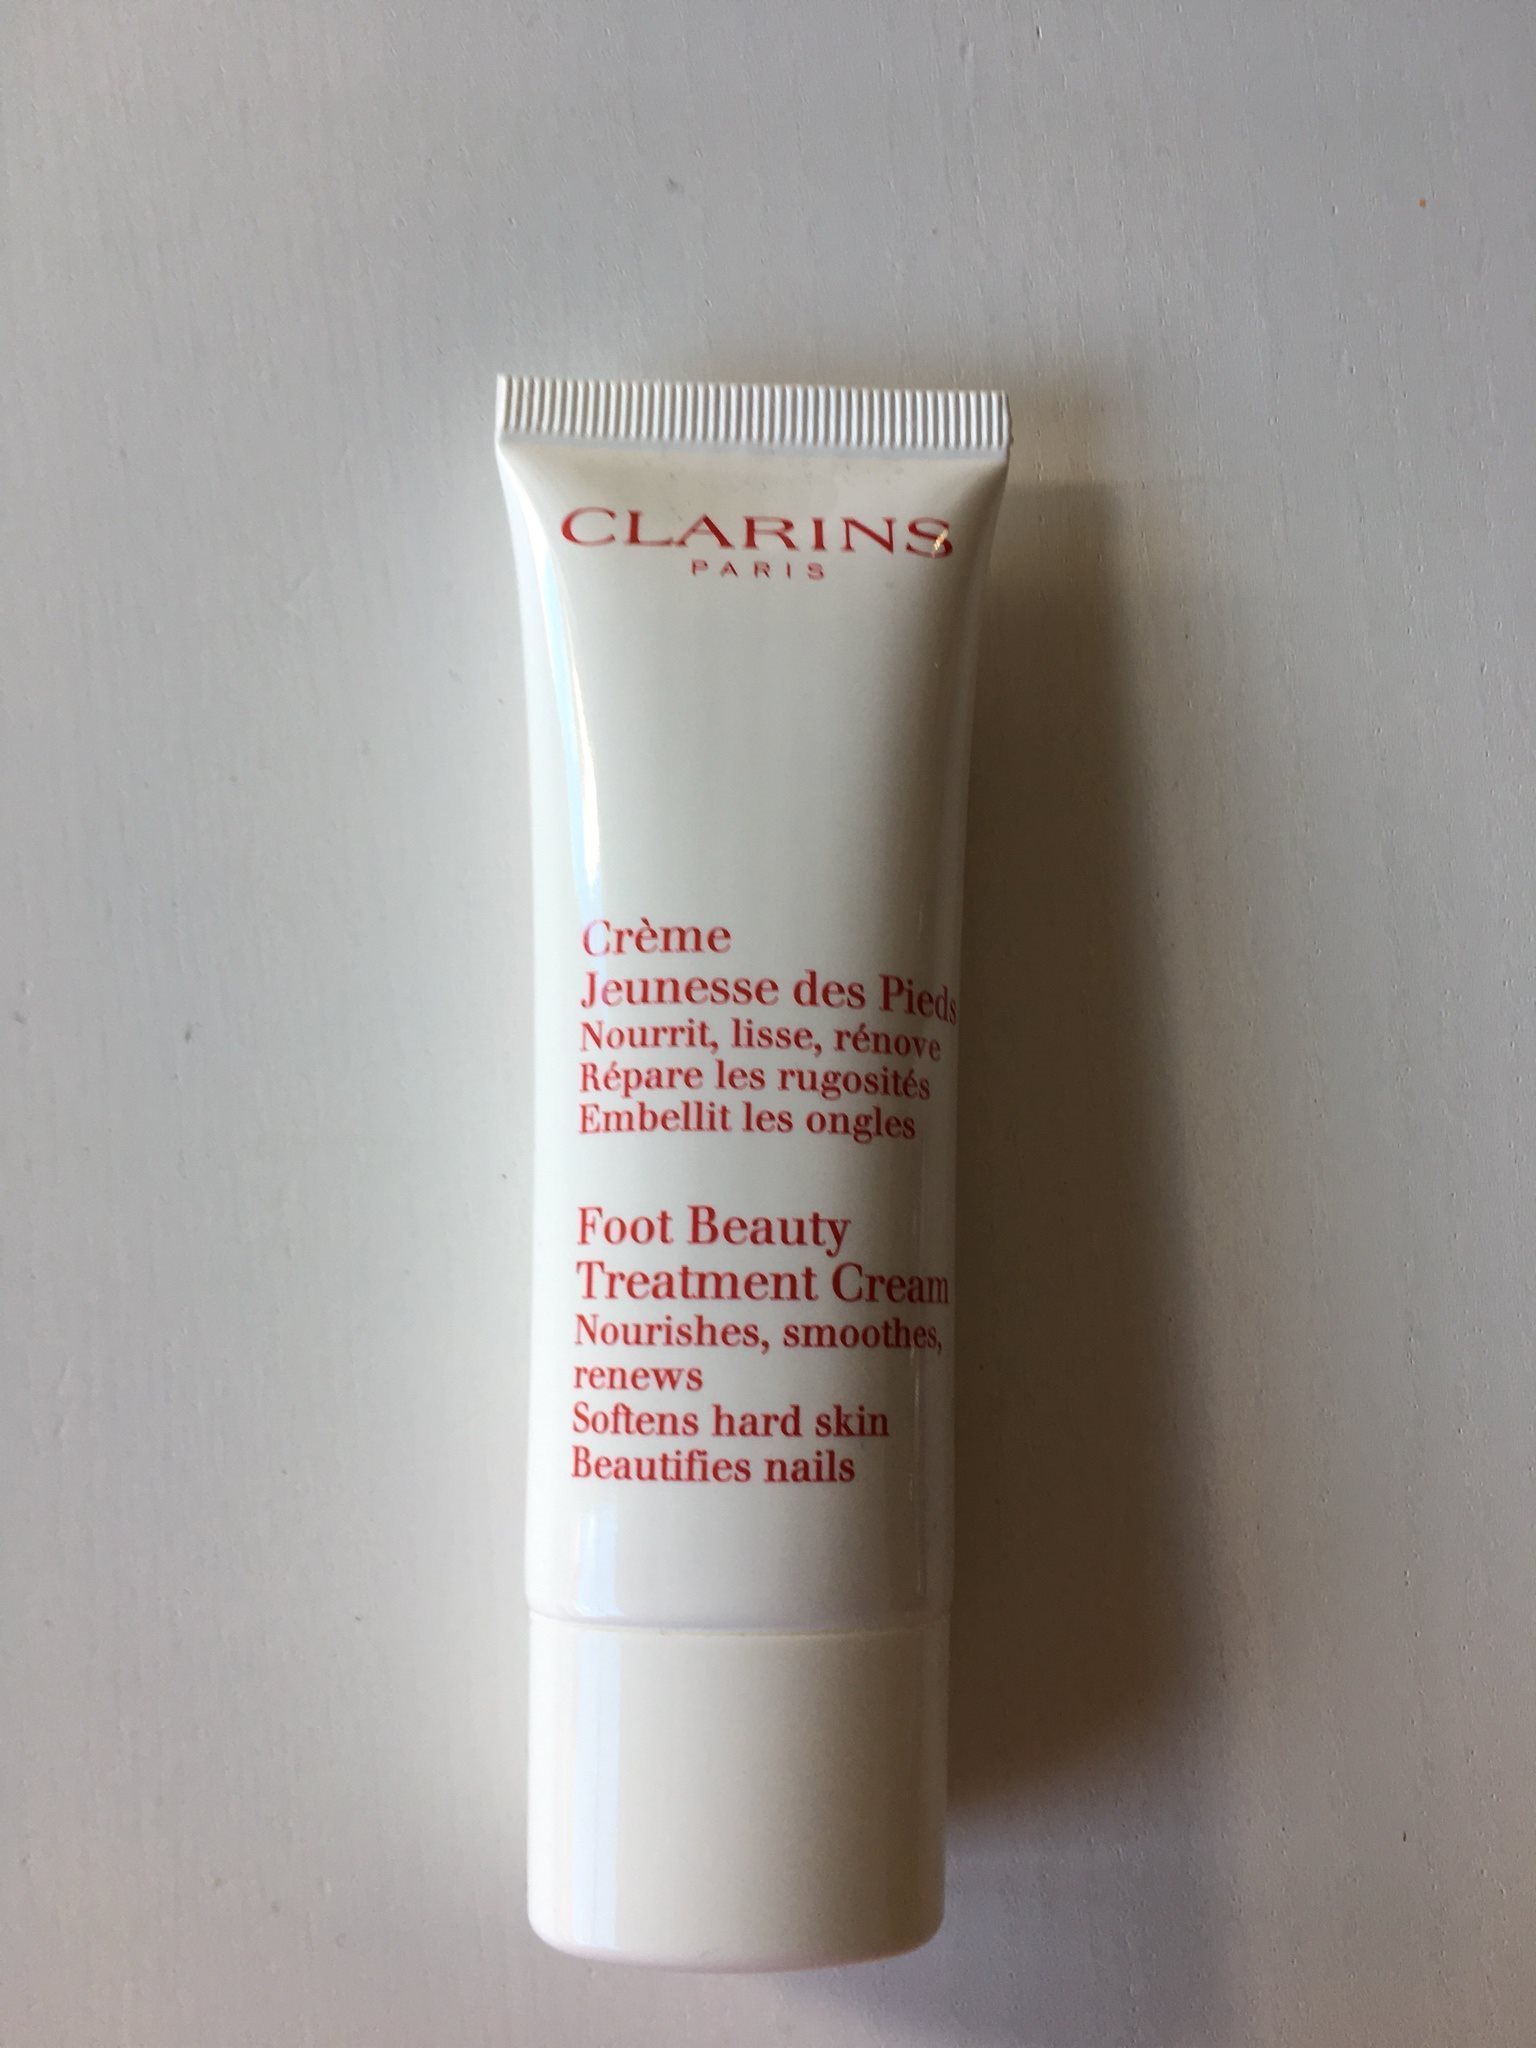 CLARINS
PARIS
Crème
Jeunesse des Pieds
Nourrit, lisse, rénove
Répare les rugosités
Embellit les ongles
Foot Beauty
Treatment Cream
Nourishes, smoothes,
renews
Softens hard skin
Beautifies nails